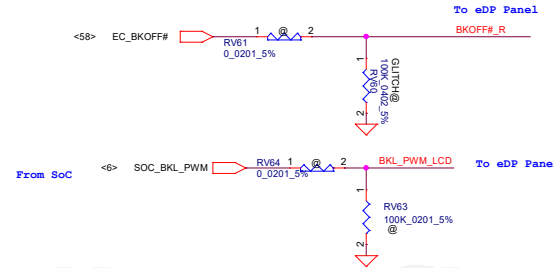 To eDP Panel
<58> EC_BKOFF# 1 @ 2 BKOFF#_R
RV61
0_0201_5%
1
GLITCH@
100K_0402_5%
RV60
2
<6> SOC_BKL_PWM RV64 1 @ 2 BKL_PWM_LCD To eDP Pane
From SoC 0_0201_5%
1
RV63
100K_0201_5%
@
2